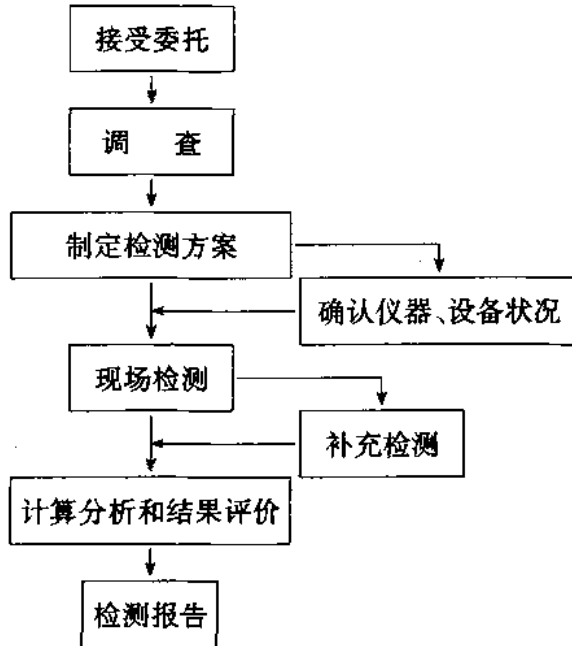 接受委托
调 查
制定检测方案
确认仪器、设备状况
现场检测
补充检测
计算分析和结果评价
检测报告